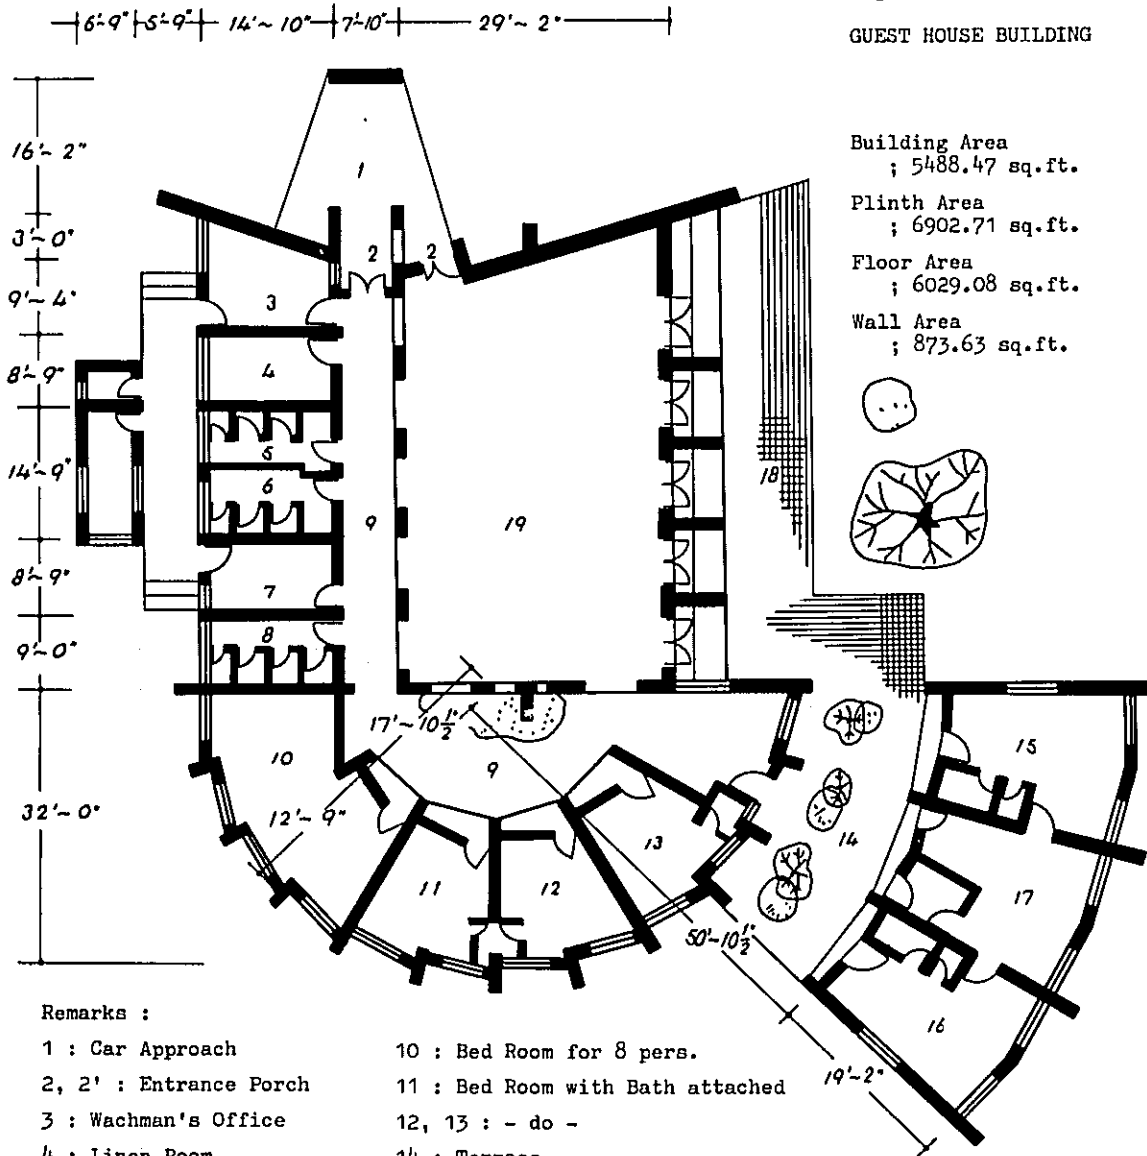 6'-9" 5'-9" 14'~10" 7'-10" 29'~2"
GUEST HOUSE BUILDING
16'~2"
3'~0"
9'~4"
8'~9"
14'~9"
8'~9"
9'~0"
32'~0"
Building Area
; 5488.47 sq.ft.
Plinth Area
; 6902.71 sq.ft.
Floor Area
; 6029.08 sq.ft.
Wall Area
; 873.63 sq.ft.
1
2 2
3
4
5
6
7
8
9
19
18
10
17'~10½"
9
12'~9"
11
12
13
14
15
17
16
50'-10½"
19'~2"
Remarks :
1 : Car Approach
2, 2' : Entrance Porch
3 : Wachman's Office
10 : Bed Room for 8 pers.
11 : Bed Room with Bath attached
12, 13 : - do -